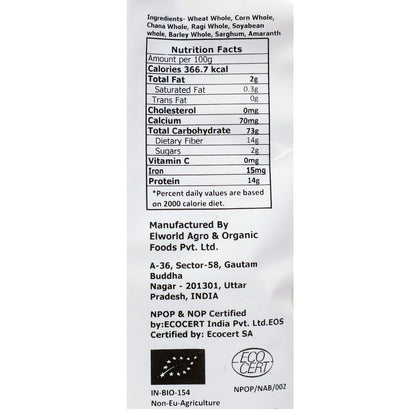 Ingredients- Wheat Whole, Corn Whole,
Chana Whole, Ragi Whole, Soyabean
whole, Barley Whole, Sarghum, Amaranth
Nutrition Facts
Amount per 100g
Calories 366.7 kcal
Total Fat 2g
Saturated Fat 0.3g
Trans Fat 0g
Cholesterol 0mg
Calcium 70mg
Total Carbohydrate 73g
Dietary Fiber 14g
Sugars 2g
Vitamin C 0mg
Iron 15mg
Protein 14g
*Percent daily values are based
on 2000 calorie diet.
Manufactured By
Elworld Agro & Organic
Foods Pvt. Ltd.
A-36, Sector-58, Gautam
Buddha
Nagar - 201301, Uttar
Pradesh, INDIA
NPOP & NOP Certified
by:ECOCERT India Pvt. Ltd.EOS
Certified by: Ecocert SA
ECO
CERT
IN-BIO-154
Non-Eu-Agriculture
NPOP/NAB/002